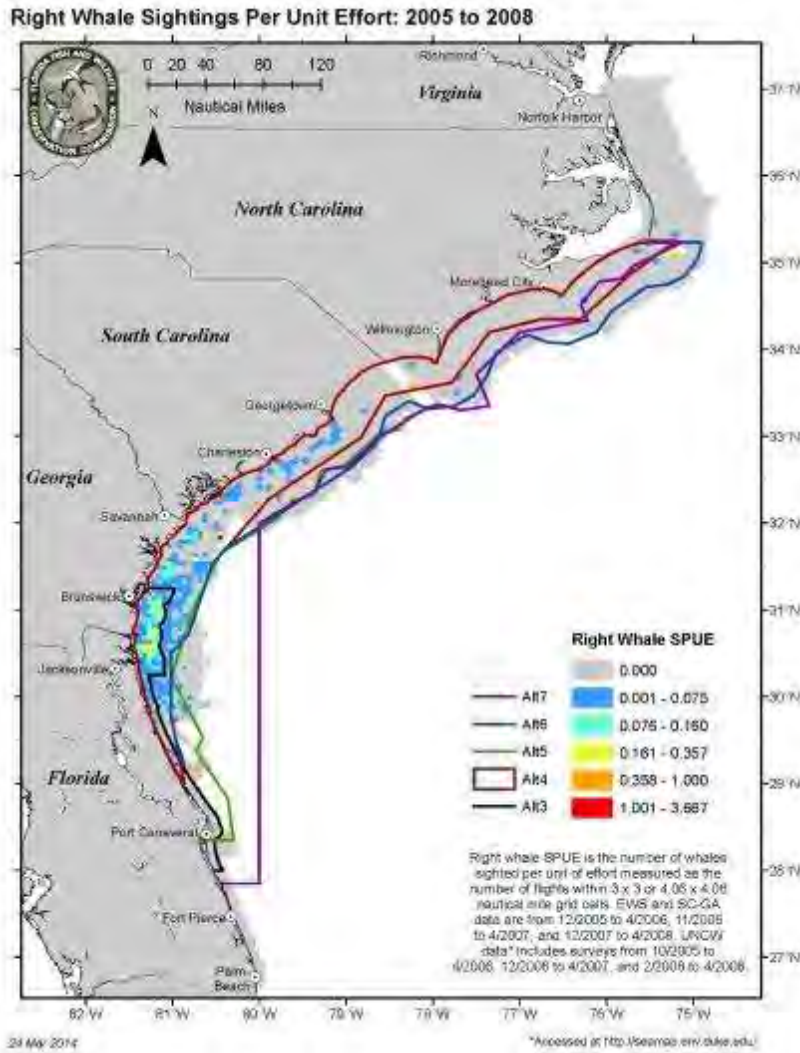 Right Whale Sightings Per Unit Effort: 2005 to 2008
0 20 40 80 120
Nautical Miles
N
Richmond
Virginia
Norfolk Harbor
37°N
36°N
North Carolina
35°N
Morehead City
South Carolina
Wilmington
34°N
Georgetown
33°N
Charleston
Georgia
Savannah
32°N
Brunswick
31°N
Right Whale SPUE
Jacksonville
0.000
30°N
Alt7
0.001 - 0.075
Alt6
0.076 - 0.160
Alt5
0.161 - 0.357
Florida
Alt4
0.358 - 1.000
Alt3
1.001 - 3.667
Port Canaveral
Right whale SPUE is the number of whales
sighted per unit of effort measured as the
number of flights within 3 x 3 or 4.06 x 4.06
nautical mile grid cells. EWS and SC-GA
data are from 12/2005 to 4/2006, 11/2006
to 4/2007, and 12/2007 to 4/2008. UNCW
data* includes surveys from 10/2005 to
4/2006, 12/2006 to 4/2007, and 2/2008 to 4/2008.
28°N
Fort Pierce
27°N
Palm
Beach
82°W 81°W 80°W 79°W 78°W 77°W 76°W 75°W
24 Mar 2014
*Accessed at http://seamap.env.duke.edu/